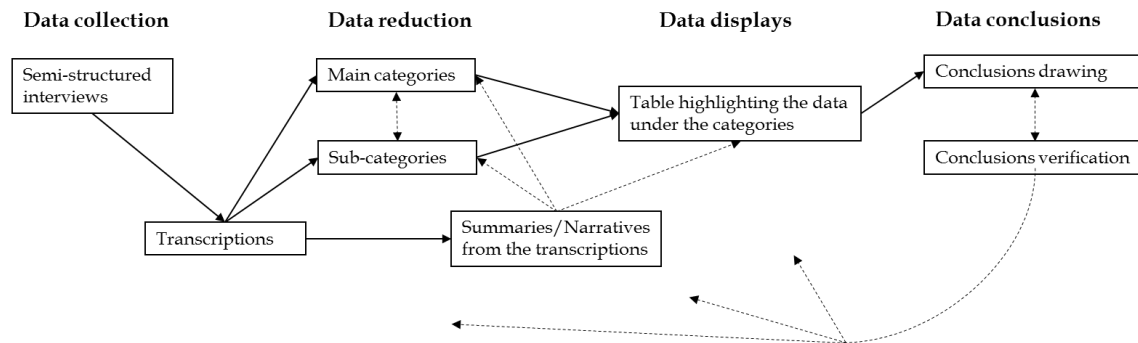 Data collection
Data reduction
Data displays
Data conclusions
Semi-structured
interviews
Main categories
Sub-categories
Transcriptions
Summaries/Narratives
from the transcriptions
Table highlighting the data
under the categories
Conclusions drawing
Conclusions verification